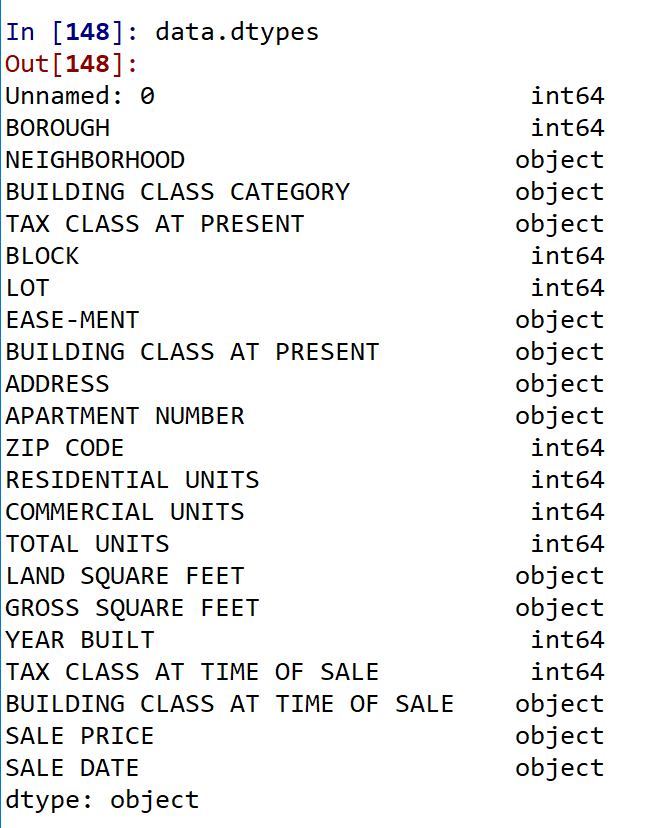 In [148]: data.dtypes
Out[148]:
Unnamed: 0 int64
BOROUGH int64
NEIGHBORHOOD object
BUILDING CLASS CATEGORY object
TAX CLASS AT PRESENT object
BLOCK int64
LOT int64
EASE-MENT object
BUILDING CLASS AT PRESENT object
ADDRESS object
APARTMENT NUMBER object
ZIP CODE int64
RESIDENTIAL UNITS int64
COMMERCIAL UNITS int64
TOTAL UNITS int64
LAND SQUARE FEET object
GROSS SQUARE FEET object
YEAR BUILT int64
TAX CLASS AT TIME OF SALE int64
BUILDING CLASS AT TIME OF SALE object
SALE PRICE object
SALE DATE object
dtype: object